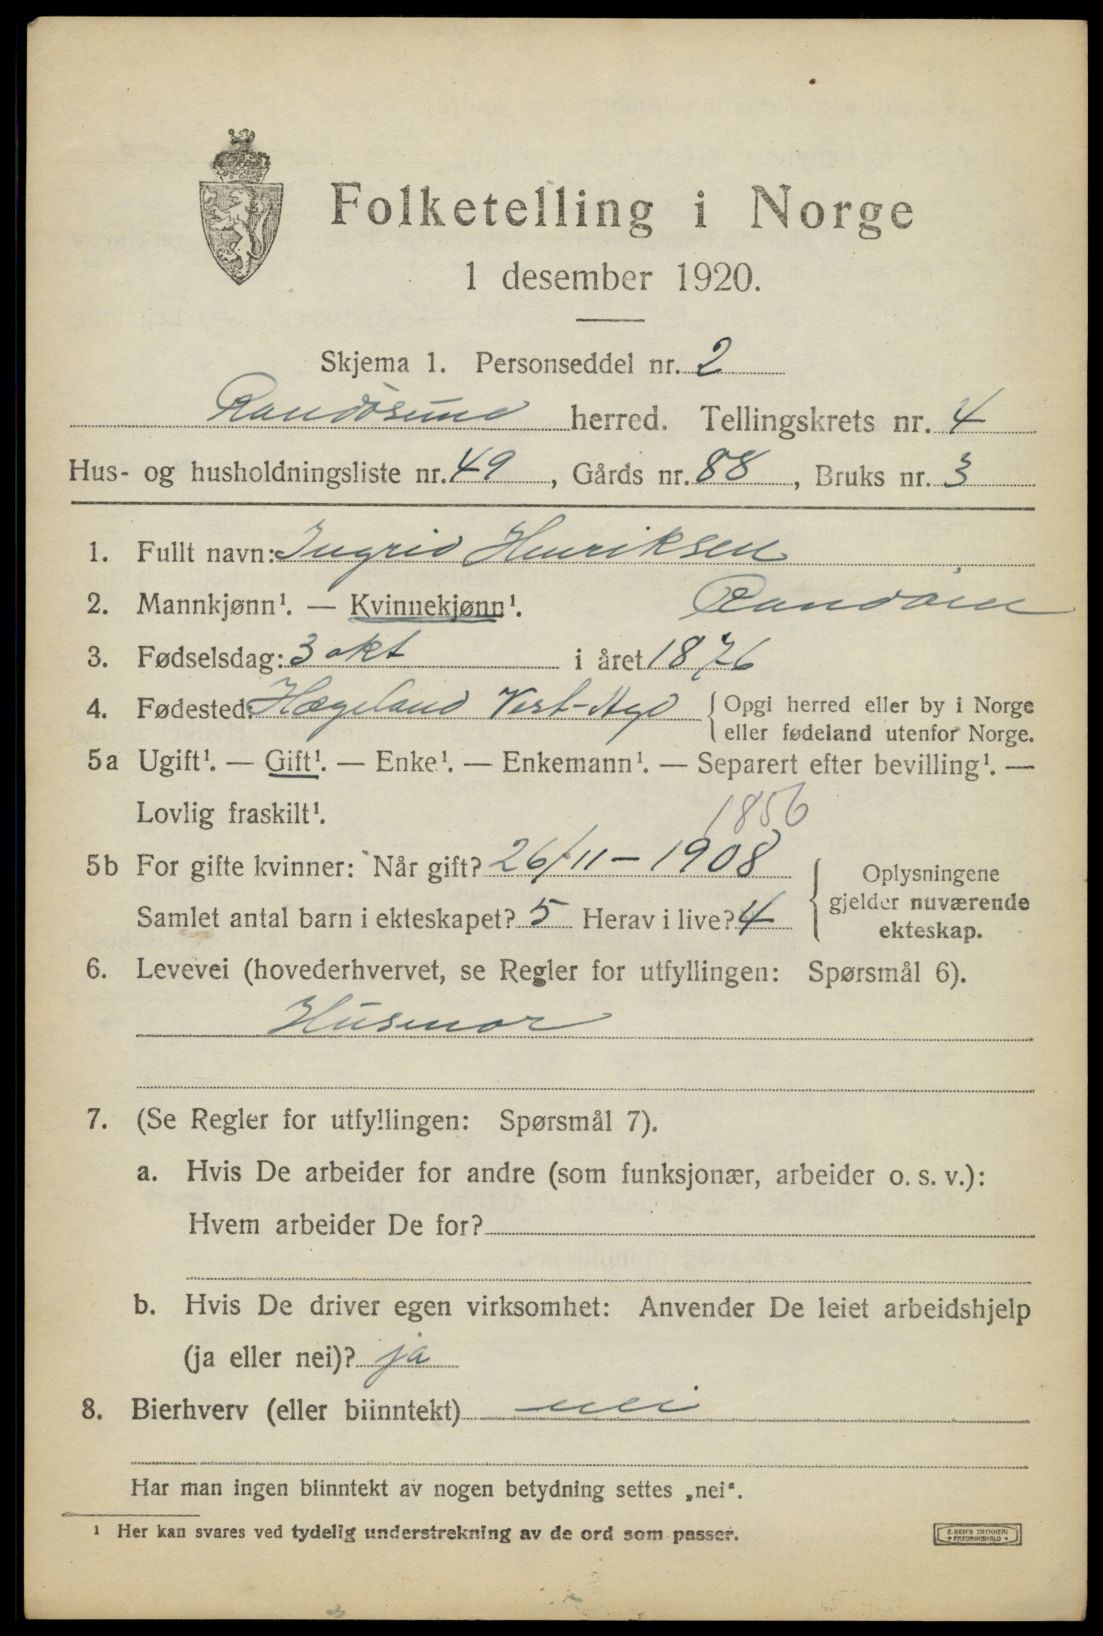 Folketelling i Norge
1 desember 1920.
Skjema 1. Personseddel nr. 2
Randøsund herred. Tellingskrets nr. 4
Hus- og husholdningsliste nr. 49, Gårds nr. 88, Bruks nr. 3
1. Fullt navn: Ingrid Henriksen
2. Mannkjønn¹. — Kvinnekjønn¹. Randøen
3. Fødselsdag: 3 okt i året 1876
4. Fødested: Hægeland Vest-Agd { Opgi herred eller by i Norge
eller fødeland utenfor Norge.
5a Ugift¹. — Gift¹. — Enke¹. — Enkemann¹. — Separert efter bevilling¹. —
Lovlig fraskilt¹. 1856
5b For gifte kvinner: Når gift? 26/11 – 1908
Samlet antal barn i ekteskapet? 5 Herav i live? 4
{ Oplysningene
gjelder nuværende
ekteskap.
6. Levevei (hovederhvervet, se Regler for utfyllingen: Spørsmål 6).
Husmor
7. (Se Regler for utfyllingen: Spørsmål 7).
a. Hvis De arbeider for andre (som funksjonær, arbeider o. s. v.):
Hvem arbeider De for?
b. Hvis De driver egen virksomhet: Anvender De leiet arbeidshjelp
(ja eller nei)? ja
8. Bierhverv (eller biinntekt) nei
Har man ingen biinntekt av nogen betydning settes „nei“.
¹ Her kan svares ved tydelig understrekning av de ord som passer.